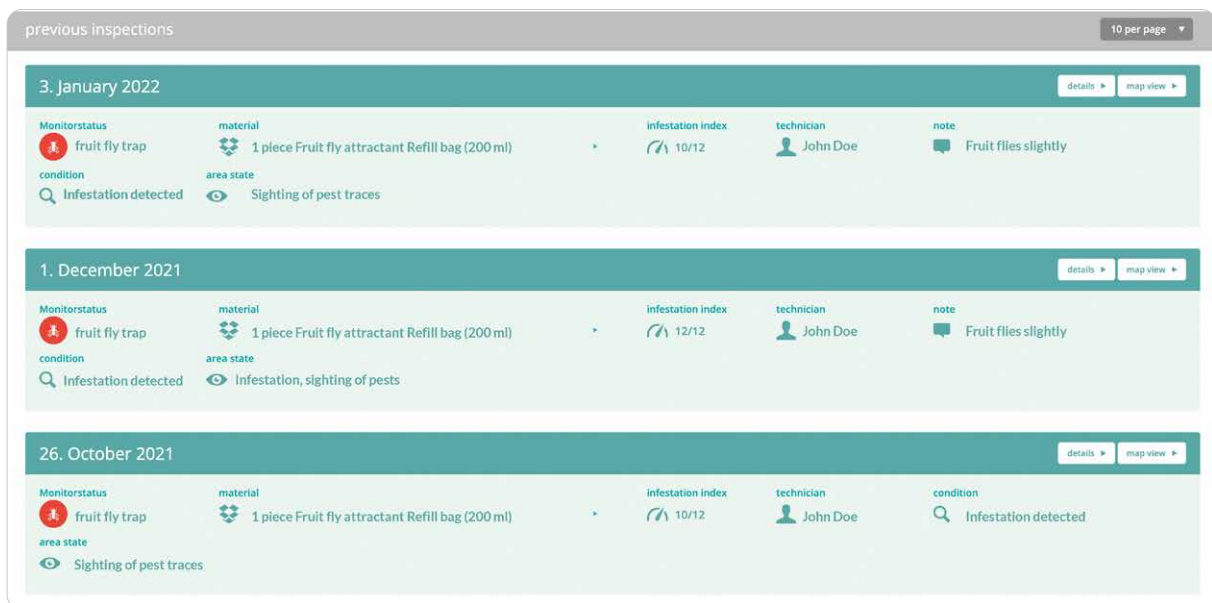 previous inspections 10 per page
3. January 2022 details map view
Monitorstatus material infestation index technician note
fruit fly trap 1 piece Fruit fly attractant Refill bag (200 ml) 10/12 John Doe Fruit flies slightly
condition area state
Infestation detected Sighting of pest traces
1. December 2021 details map view
Monitorstatus material infestation index technician note
fruit fly trap 1 piece Fruit fly attractant Refill bag (200 ml) 12/12 John Doe Fruit flies slightly
condition area state
Infestation detected Infestation, sighting of pests
26. October 2021 details map view
Monitorstatus material infestation index technician condition
fruit fly trap 1 piece Fruit fly attractant Refill bag (200 ml) 10/12 John Doe Infestation detected
area state
Sighting of pest traces